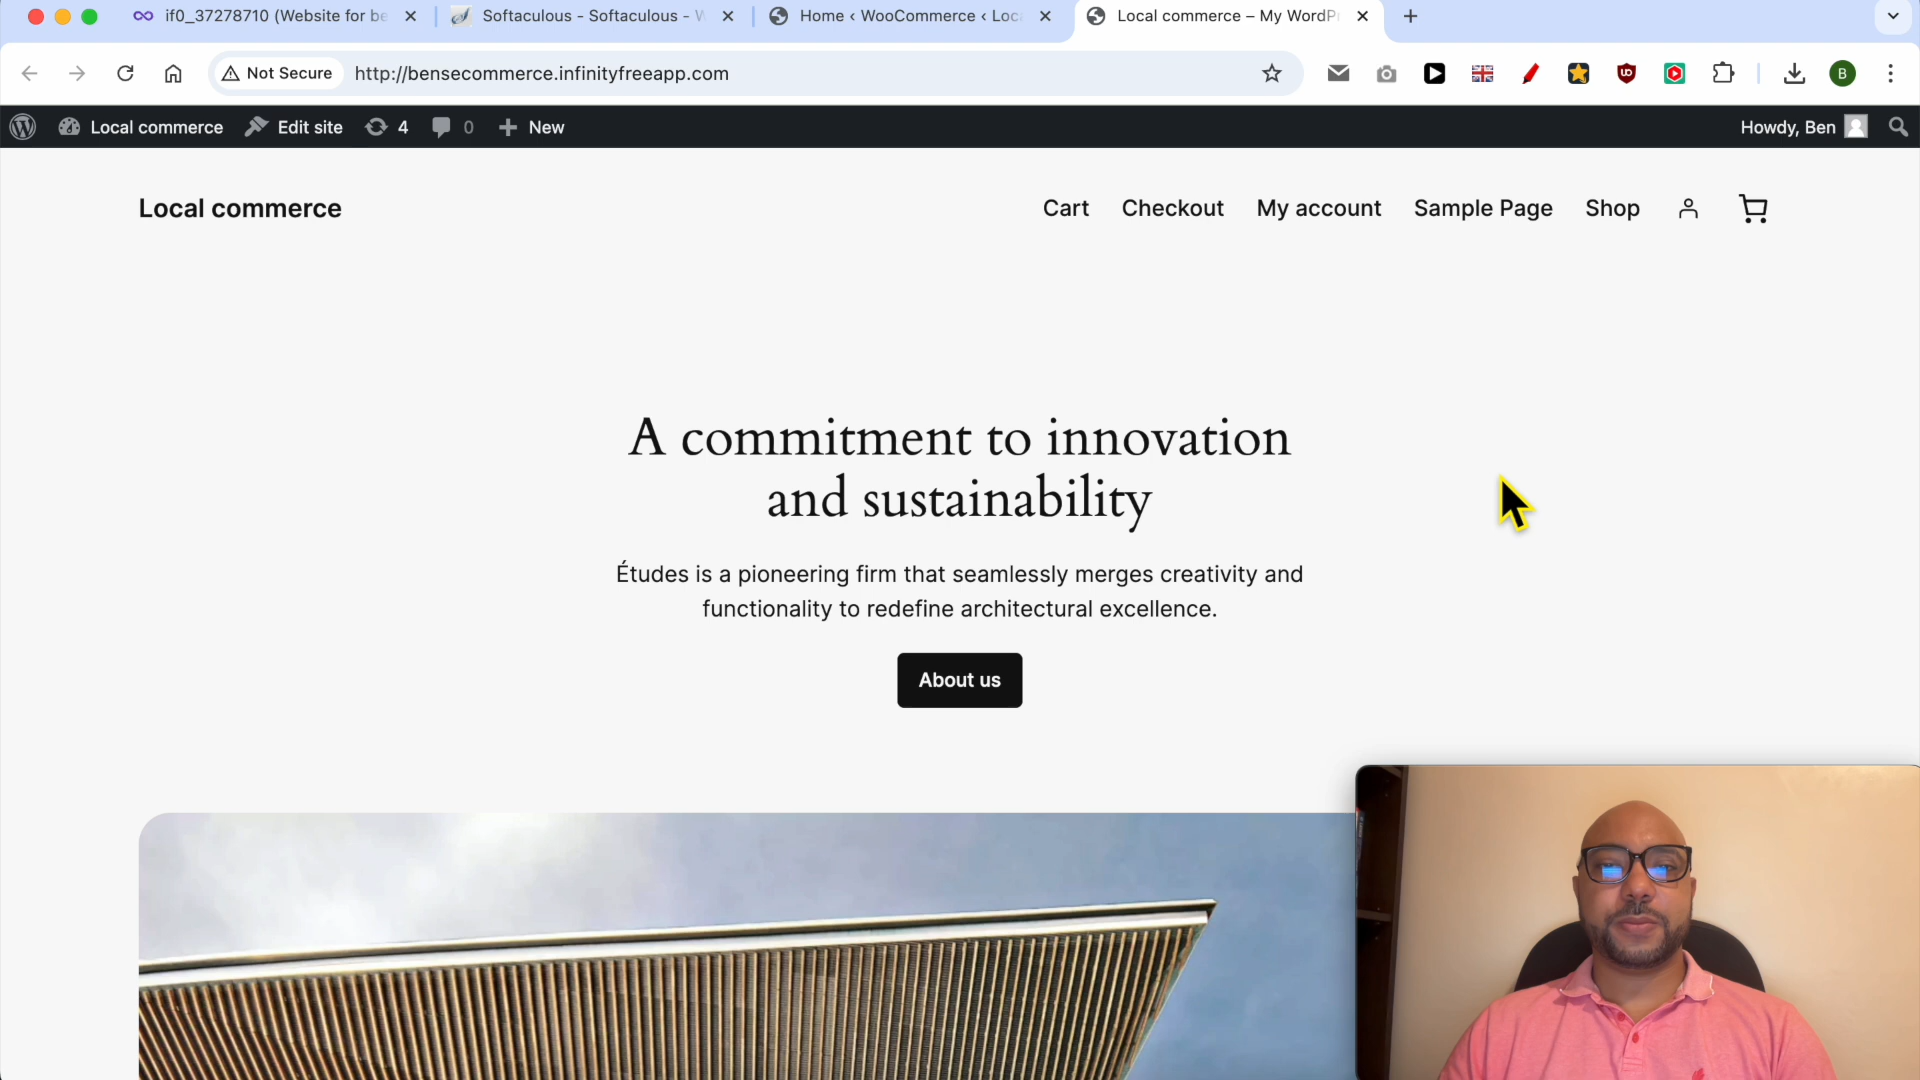 if0_37278710 (Website for be
Softaculous - Softaculous - W
Home ‹ WooCommerce ‹ Loc
Local commerce – My WordP
Not Secure
http://bensecommerce.infinityfreeapp.com
B
Local commerce
Edit site
4
0
New
Howdy, Ben
Local commerce
Cart
Checkout
My account
Sample Page
Shop
A commitment to innovation
and sustainability
Études is a pioneering firm that seamlessly merges creativity and
functionality to redefine architectural excellence.
About us